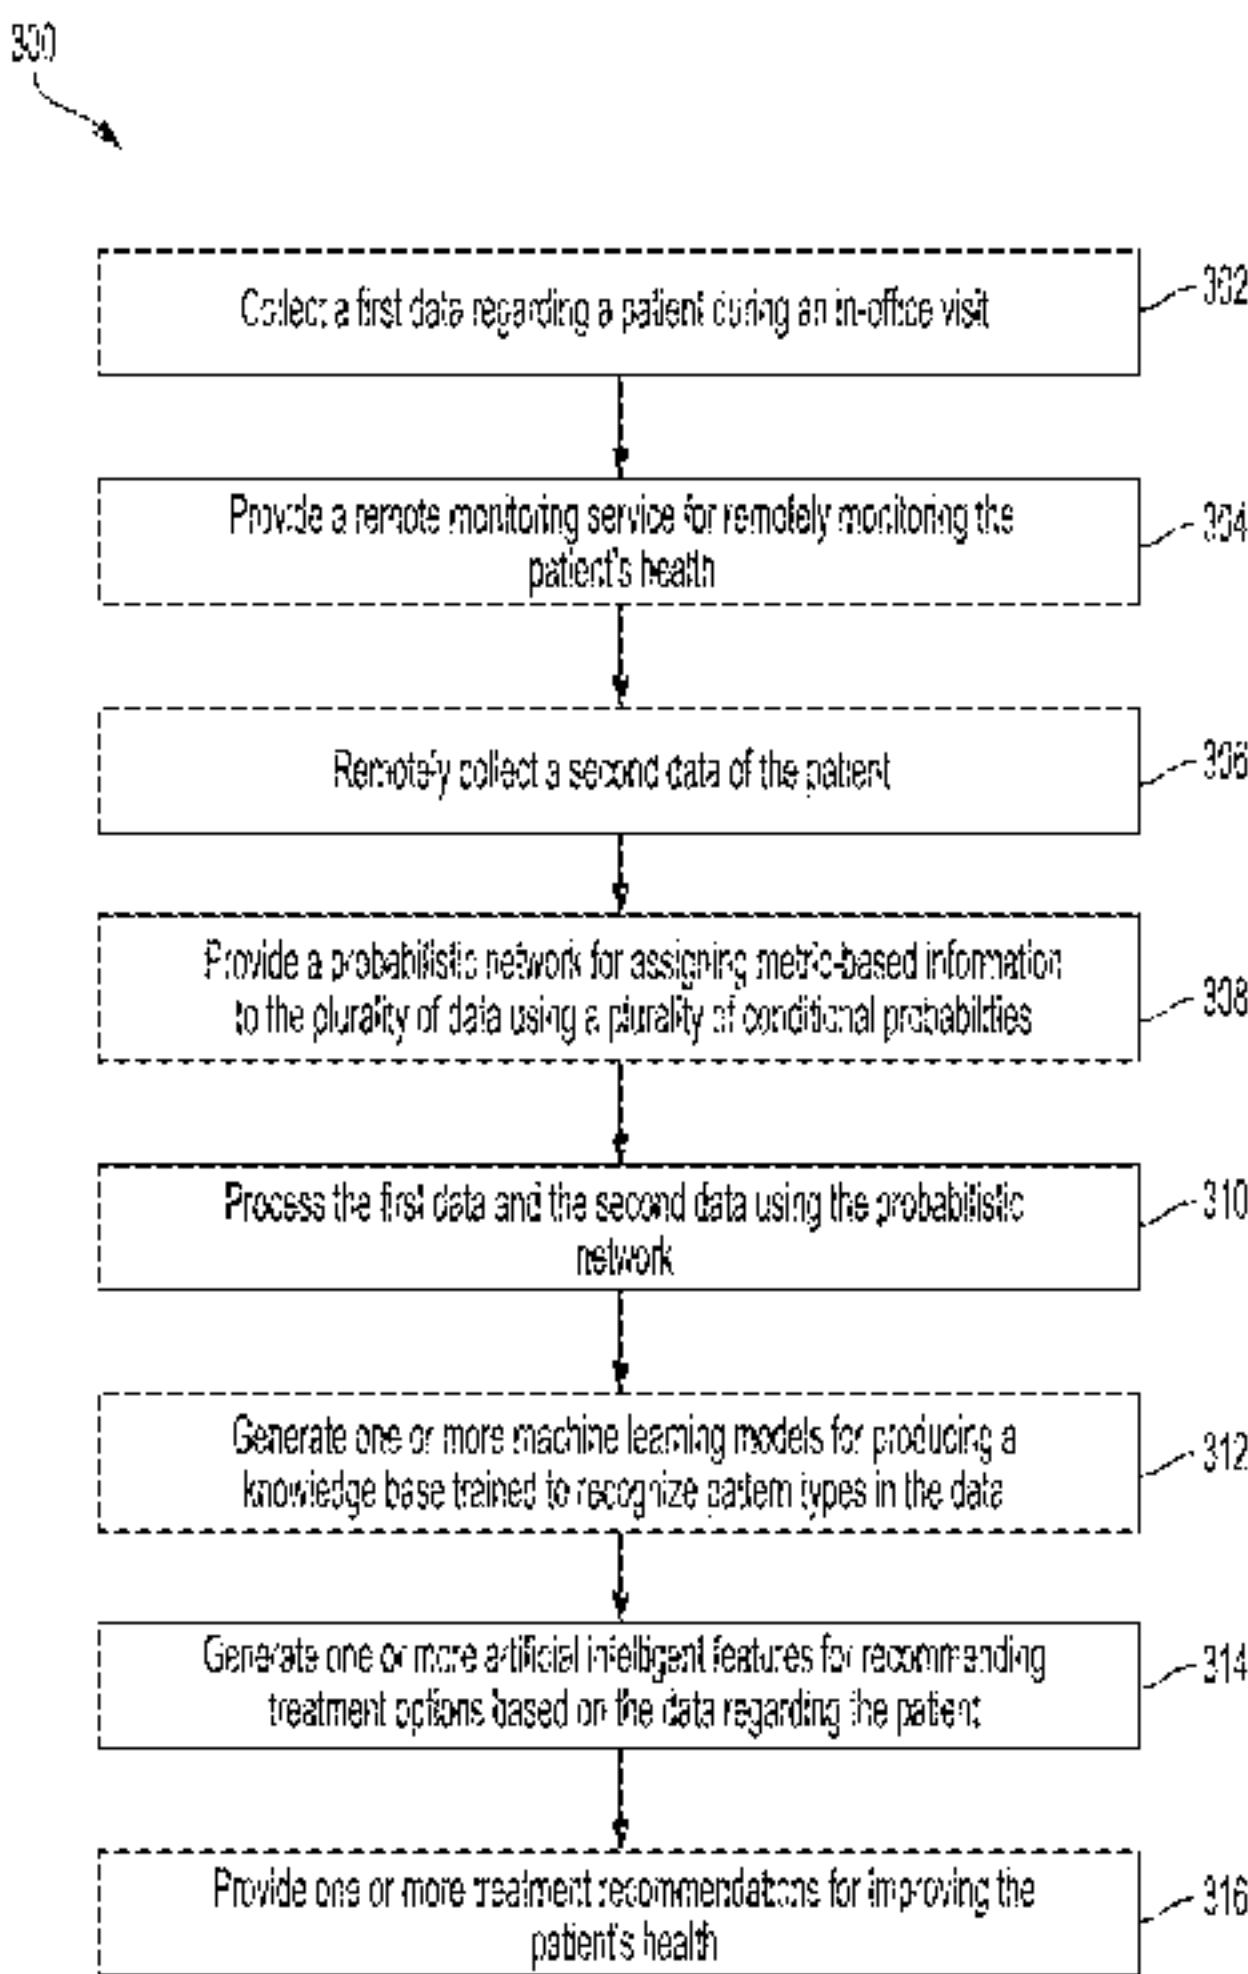 300
Collect a first data regarding a patient during an in-office visit
302
Provide a remote monitoring service for remotely monitoring the
patient's health
304
Remotely collect a second data of the patient
306
Provide a probabilistic network for assigning metric-based information
to the plurality of data using a plurality of conditional probabilities
308
Process the first data and the second data using the probabilistic
network
310
Generate one or more machine learning models for producing a
knowledge base trained to recognize pattern types in the data
312
Generate one or more artificial intelligent features for recommending
treatment options based on the data regarding the patient
314
Provide one or more treatment recommendations for improving the
patient's health
316